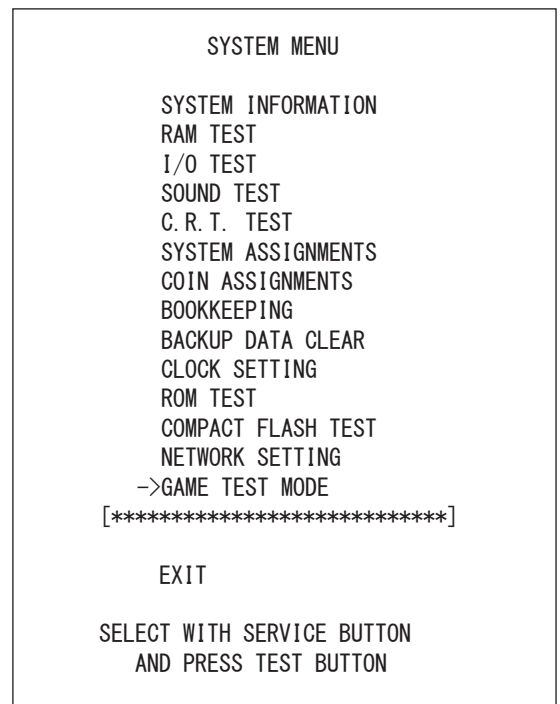 SYSTEM MENU
SYSTEM INFORMATION
RAM TEST
I/O TEST
SOUND TEST
C.R.T. TEST
SYSTEM ASSIGNMENTS
COIN ASSIGNMENTS
BOOKKEEPING
BACKUP DATA CLEAR
CLOCK SETTING
ROM TEST
COMPACT FLASH TEST
NETWORK SETTING
->GAME TEST MODE
[****************************]
EXIT
SELECT WITH SERVICE BUTTON
AND PRESS TEST BUTTON